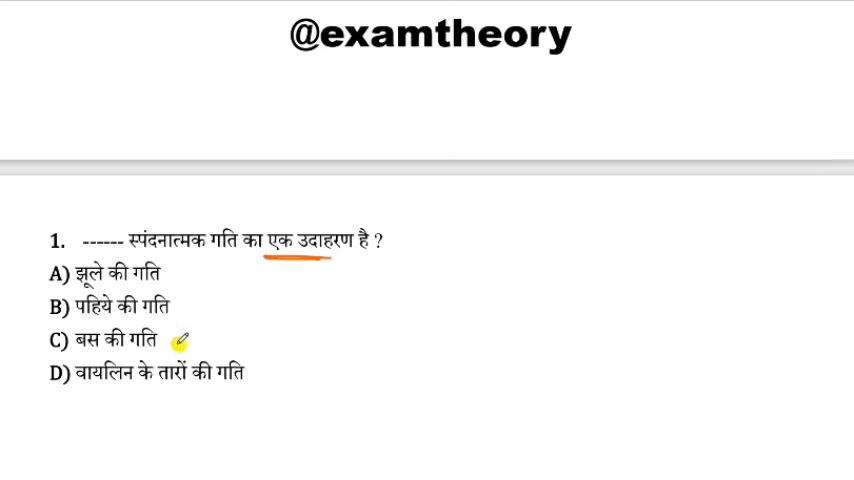 @examtheory
1. ------ स्पंदनात्मक गति का एक उदाहरण है ?
A) झूले की गति
B) पहिये की गति
C) बस की गति
D) वायलिन के तारों की गति